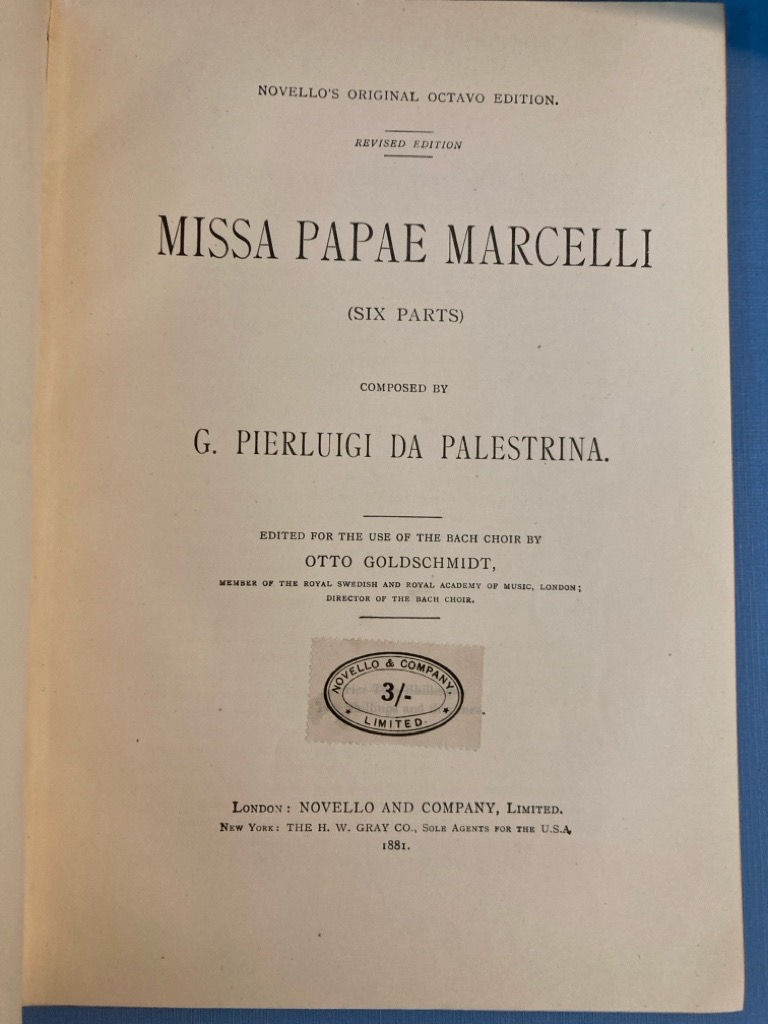 NOVELLO'S ORIGINAL OCTAVO EDITION.
REVISED EDITION
MISSA PAPAE MARCELLI
(SIX PARTS)
COMPOSED BY
G. PIERLUIGI DA PALESTRINA.
EDITED FOR THE USE OF THE BACH CHOIR BY
OTTO GOLDSCHMIDT,
MEMBER OF THE ROYAL SWEDISH AND ROYAL ACADEMY OF MUSIC, LONDON;
DIRECTOR OF THE BACH CHOIR.
NOVELLO & COMPANY,
3/-
LIMITED.
LONDON: NOVELLO AND COMPANY, LIMITED.
NEW YORK: THE H. W. GRAY CO., SOLE AGENTS FOR THE U.S.A.
1881.